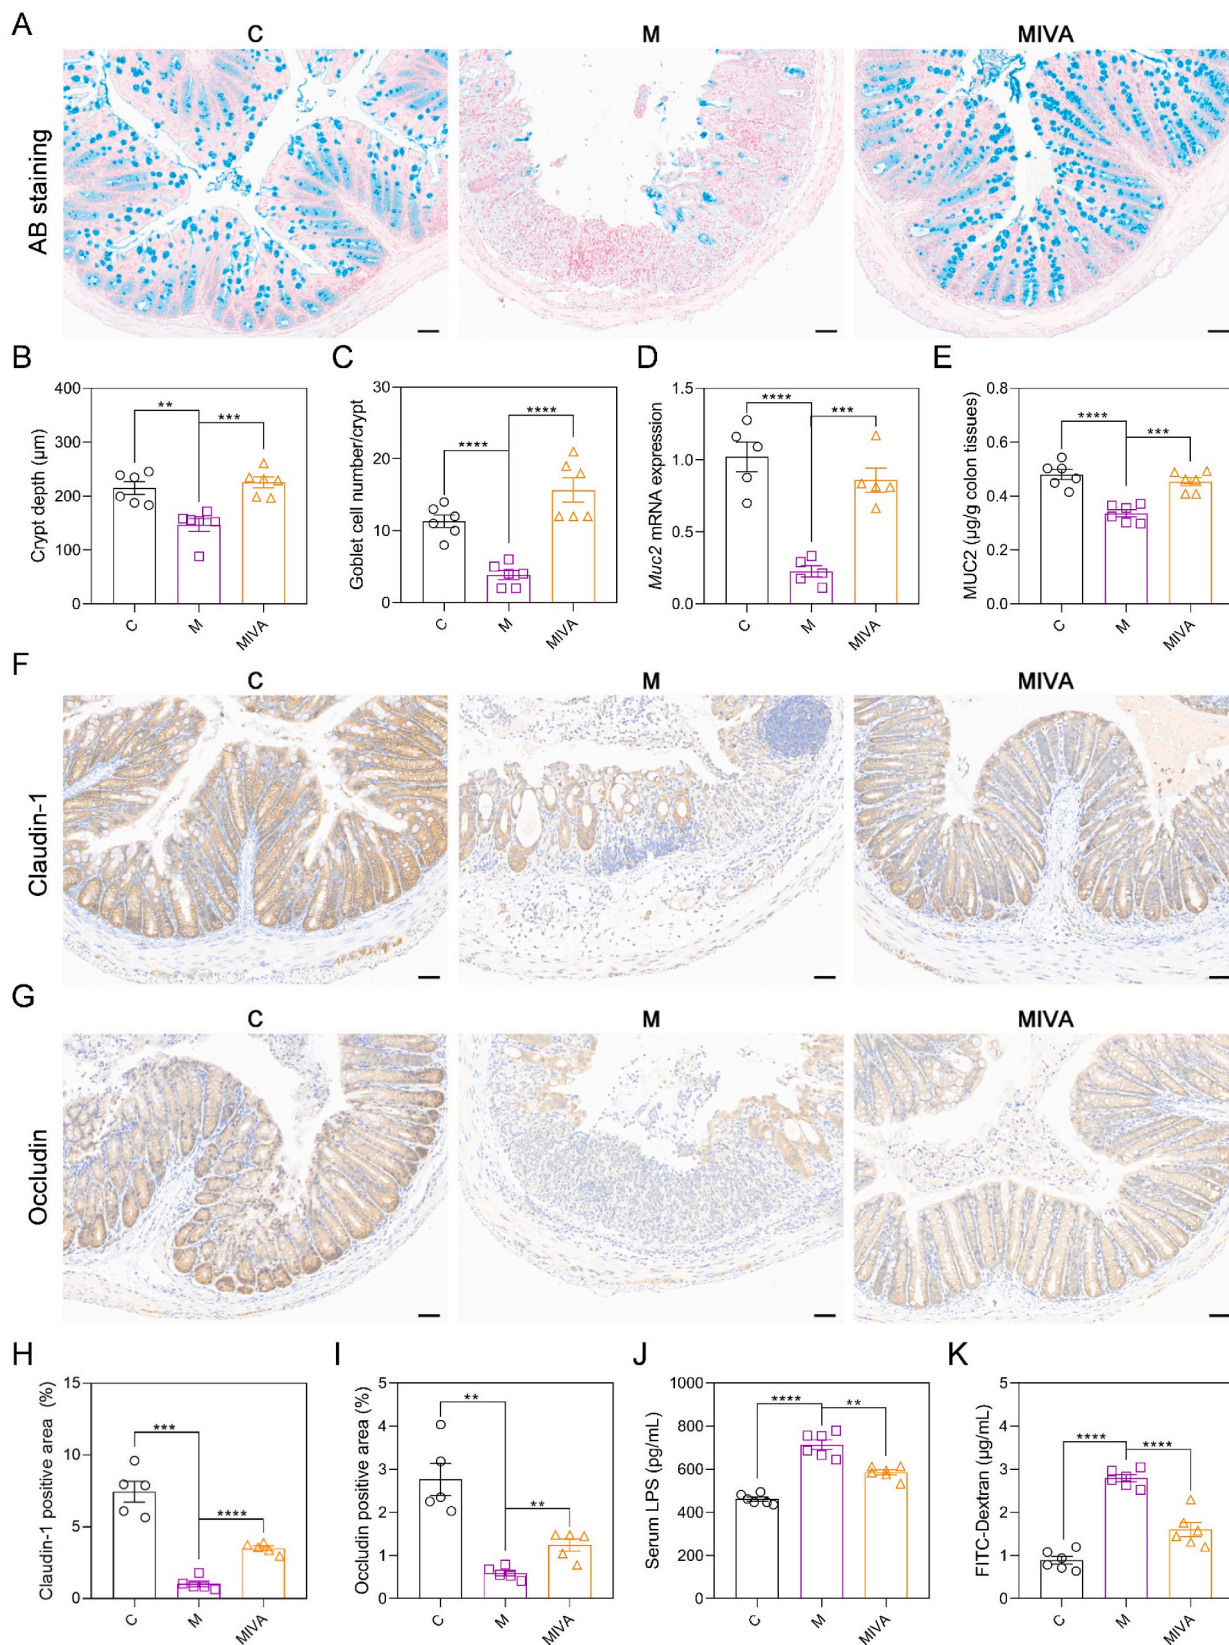 A
C
M
MIVA
AB staining
B
C
D
E
Crypt depth (µm)
400
300
200
100
0
**
***
C
M
MIVA
Goblet cell number/crypt
30
20
10
0
****
****
C
M
MIVA
Muc2 mRNA expression
1.5
1.0
0.5
0.0
****
***
C
M
MIVA
MUC2 (µg/g colon tissues)
0.8
0.6
0.4
0.2
0.0
****
***
C
M
MIVA
F
C
M
MIVA
Claudin-1
G
C
M
MIVA
Occludin
H
I
J
K
Claudin-1 positive area (%)
15
10
5
0
***
****
C
M
MIVA
Occludin positive area (%)
5
4
3
2
1
0
**
**
C
M
MIVA
Serum LPS (pg/mL)
1000
800
600
400
200
0
****
**
C
M
MIVA
FITC-Dextran (µg/mL)
5
4
3
2
1
0
****
****
C
M
MIVA